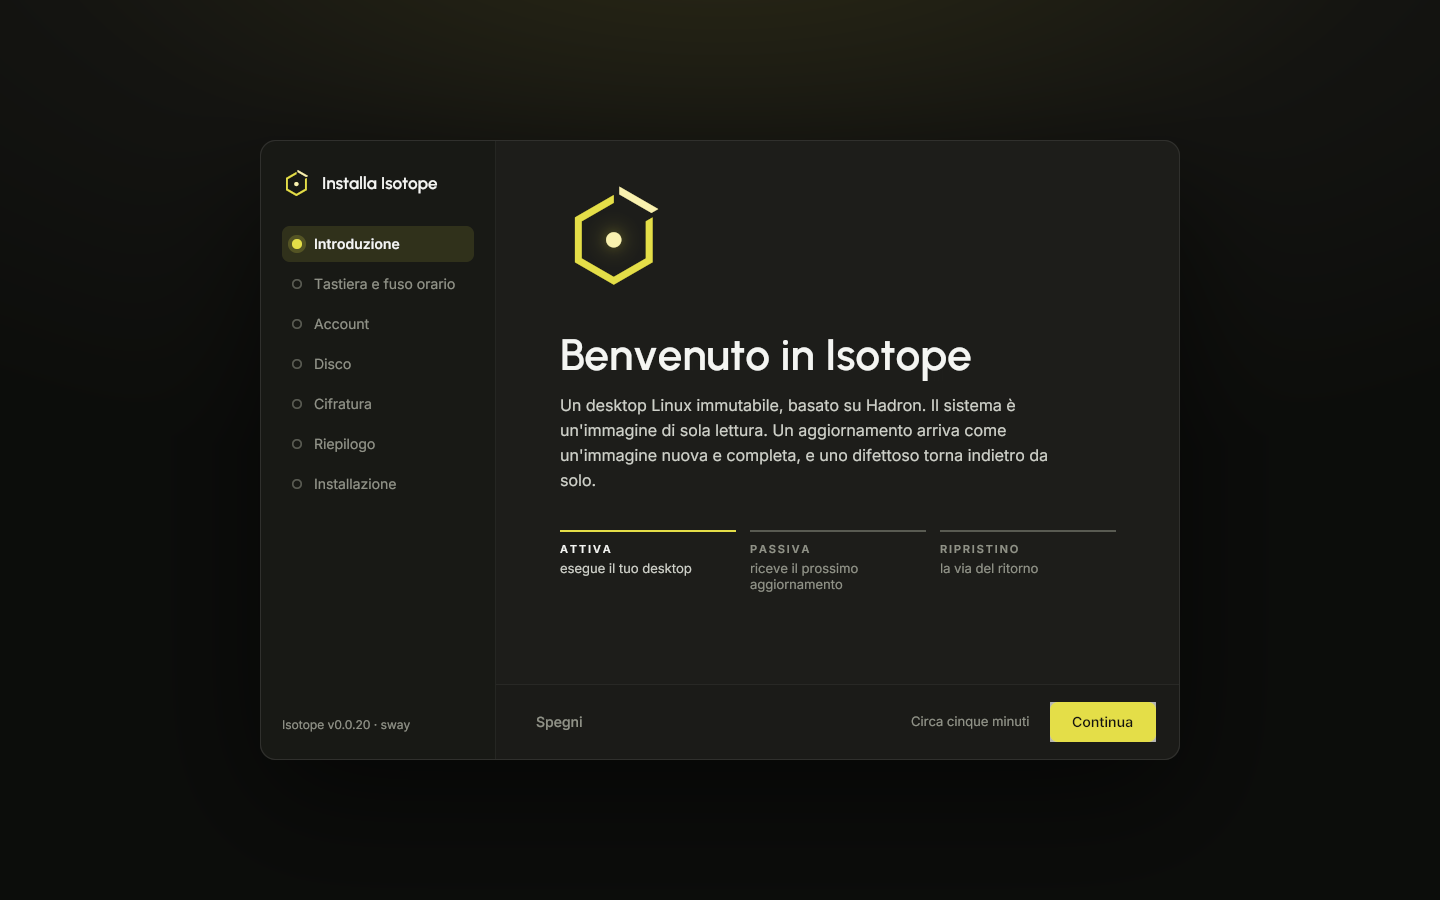 Installa Isotope
Introduzione
Tastiera e fuso orario
Account
Disco
Cifratura
Riepilogo
Installazione
Isotope v0.0.20 · sway
Benvenuto in Isotope
Un desktop Linux immutabile, basato su Hadron. Il sistema è
un'immagine di sola lettura. Un aggiornamento arriva come
un'immagine nuova e completa, e uno difettoso torna indietro da
solo.
ATTIVA
esegue il tuo desktop
PASSIVA
riceve il prossimo
aggiornamento
RIPRISTINO
la via del ritorno
Spegni
Circa cinque minuti
Continua